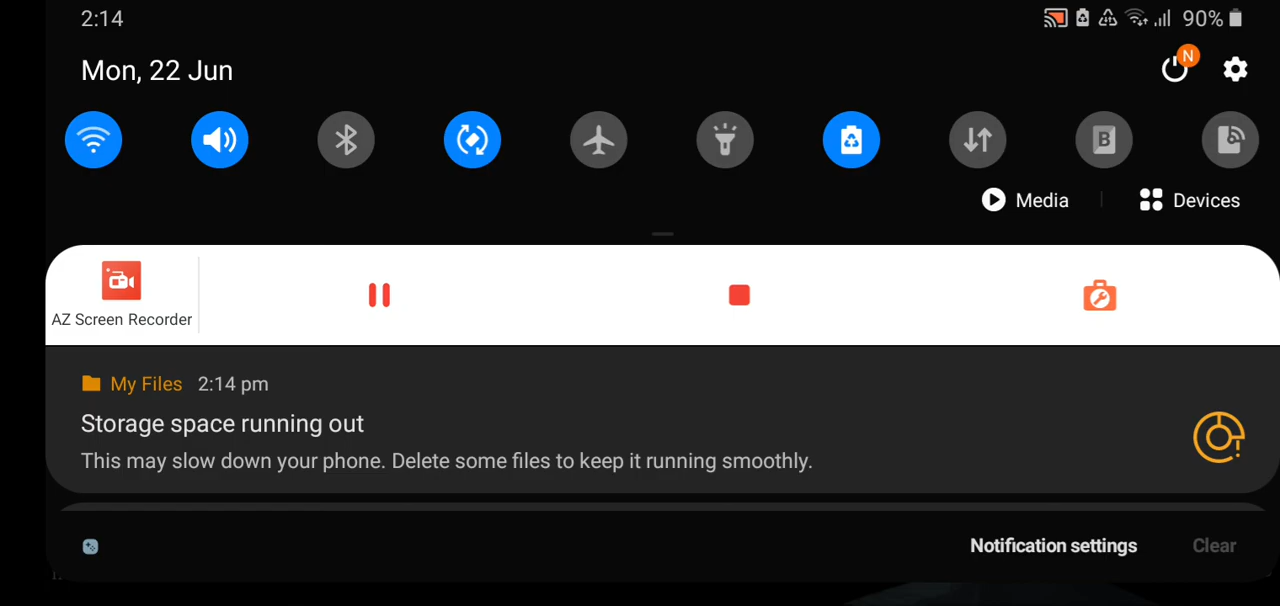 2:14
90%
Mon, 22 Jun
N
B
Media
Devices
AZ Screen Recorder
My Files 2:14 pm
Storage space running out
This may slow down your phone. Delete some files to keep it running smoothly.
Notification settings
Clear